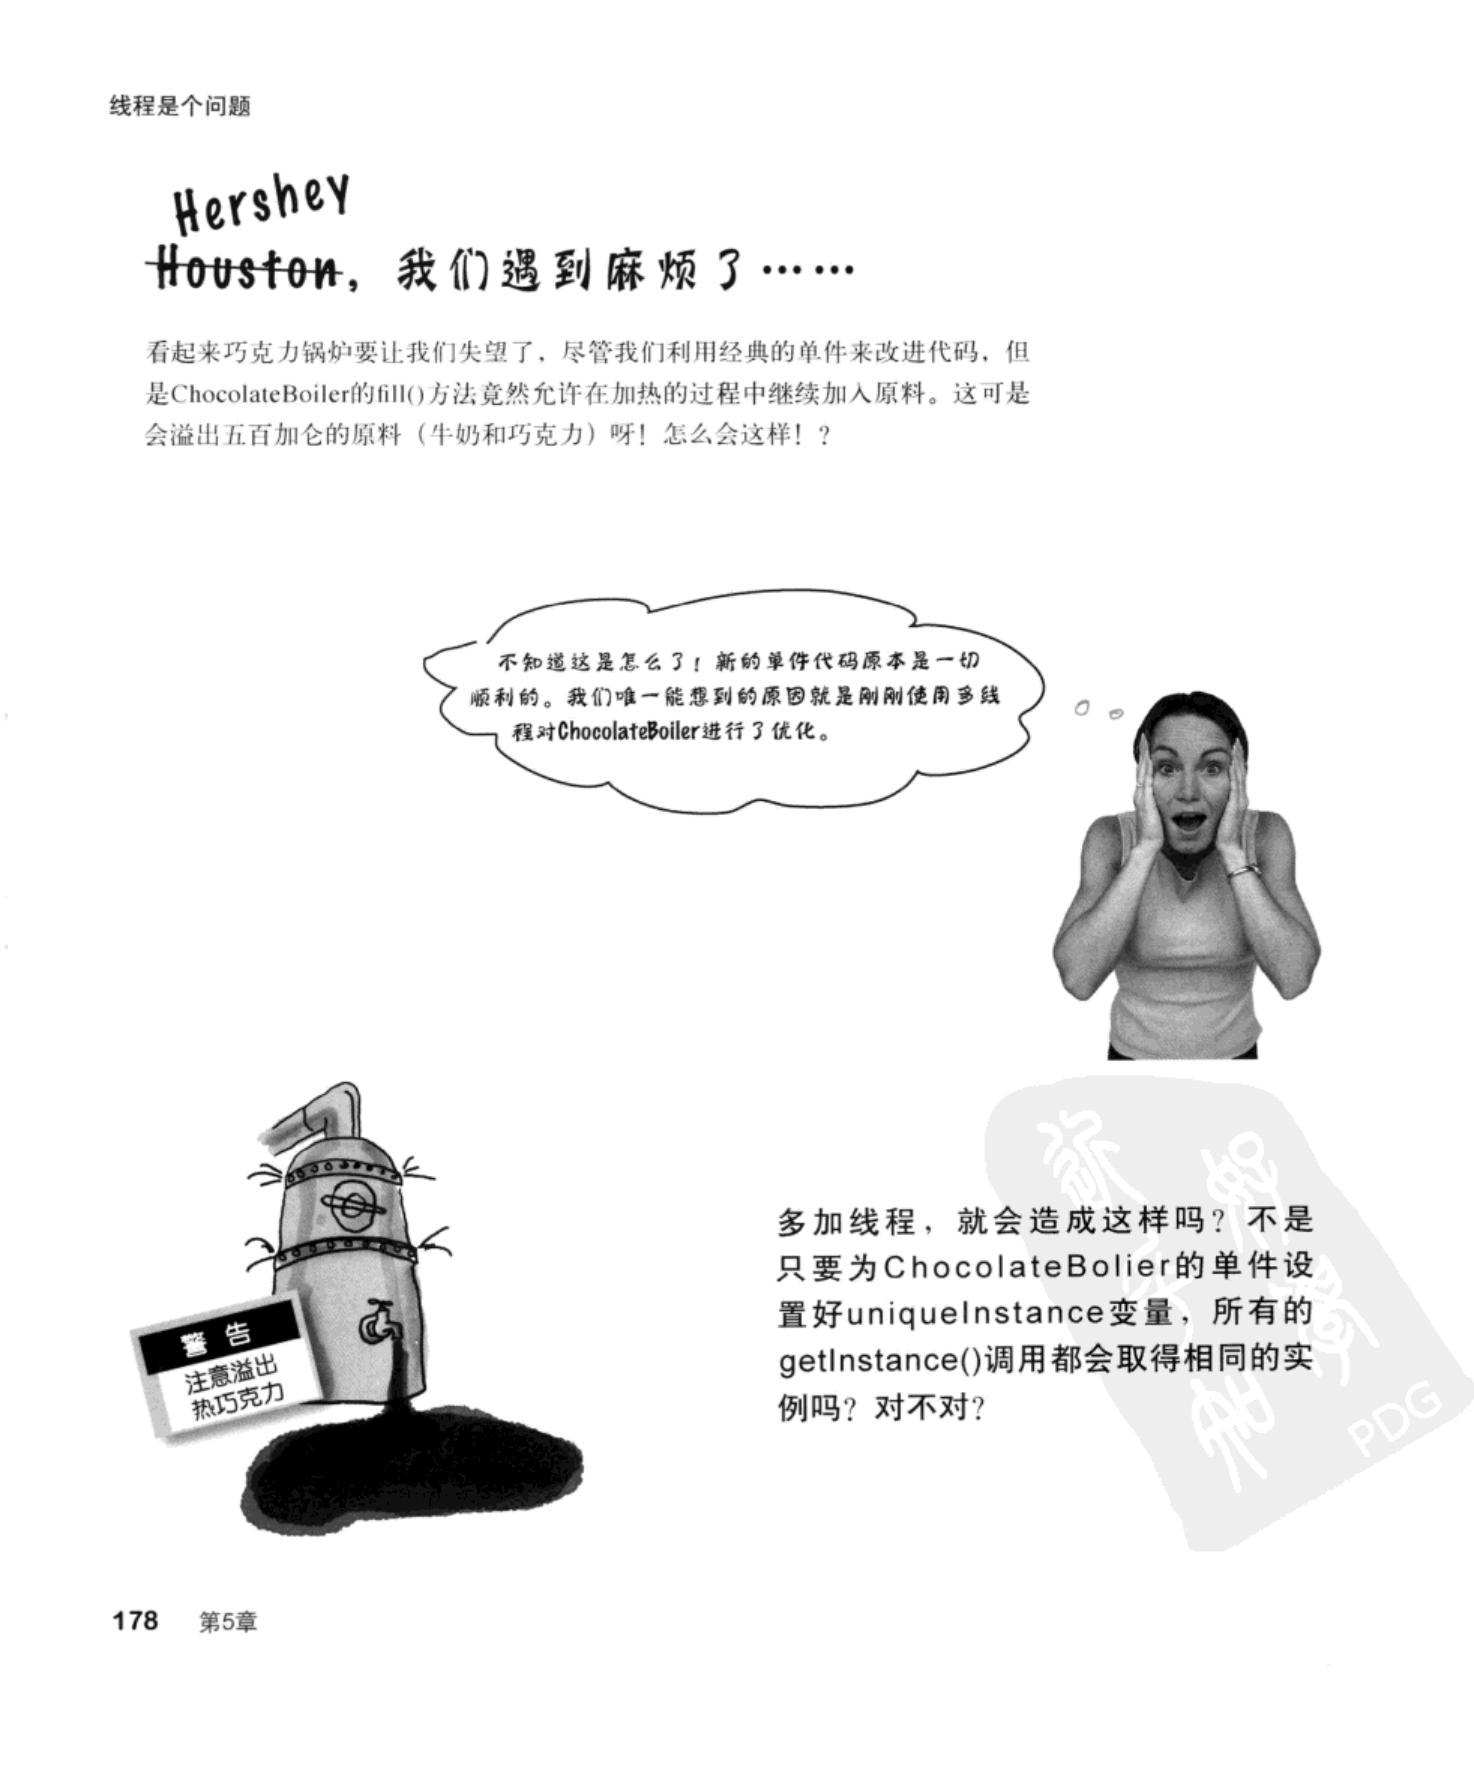 线程是个问题
Hershey
Houston，我们遇到麻烦了……
看起来巧克力锅炉要让我们失望了，尽管我们利用经典的单件来改进代码，但
是ChocolateBoiler的fill()方法竟然允许在加热的过程中继续加入原料。这可是
会溢出五百加仑的原料（牛奶和巧克力）呀！怎么会这样！？
不知道这是怎么了！新的单件代码原本是一切
顺利的。我们唯一能想到的原因就是刚刚使用多线
程对ChocolateBoiler进行了优化。
警告
注意溢出
热巧克力
多加线程，就会造成这样吗？不是
只要为ChocolateBolier的单件设
置好uniqueInstance变量，所有的
getInstance()调用都会取得相同的实
例吗？对不对？
PDG
178 第5章